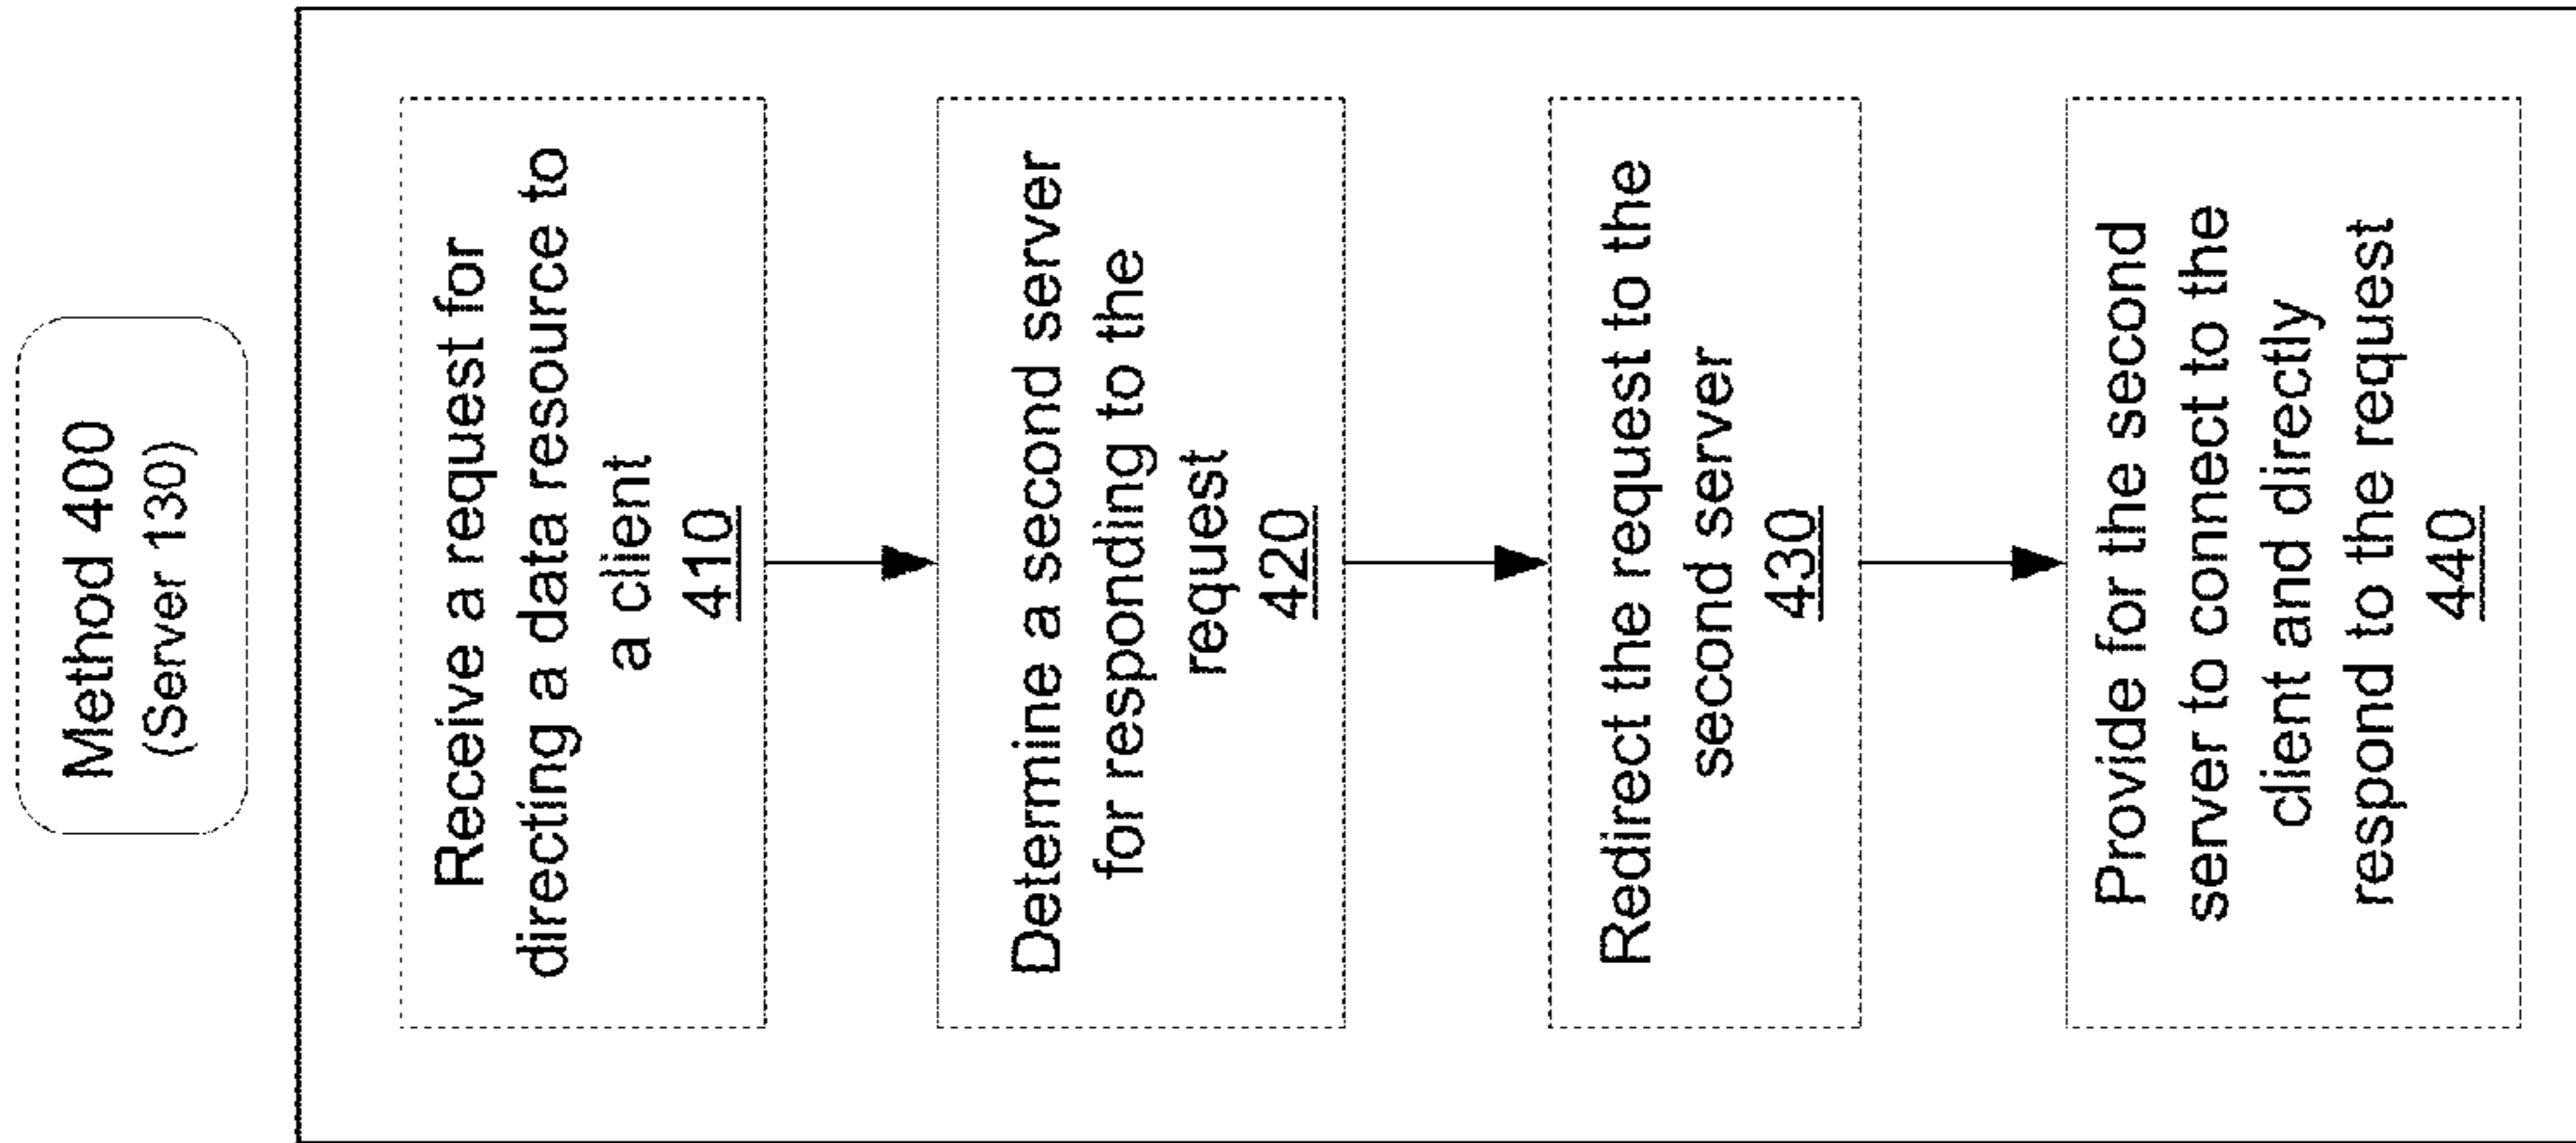 Method 400
(Server 130)
Receive a request for
directing a data resource to
a client
410
Determine a second server
for responding to the
request
420
Redirect the request to the
second server
430
Provide for the second
server to connect to the
client and directly
respond to the request
440